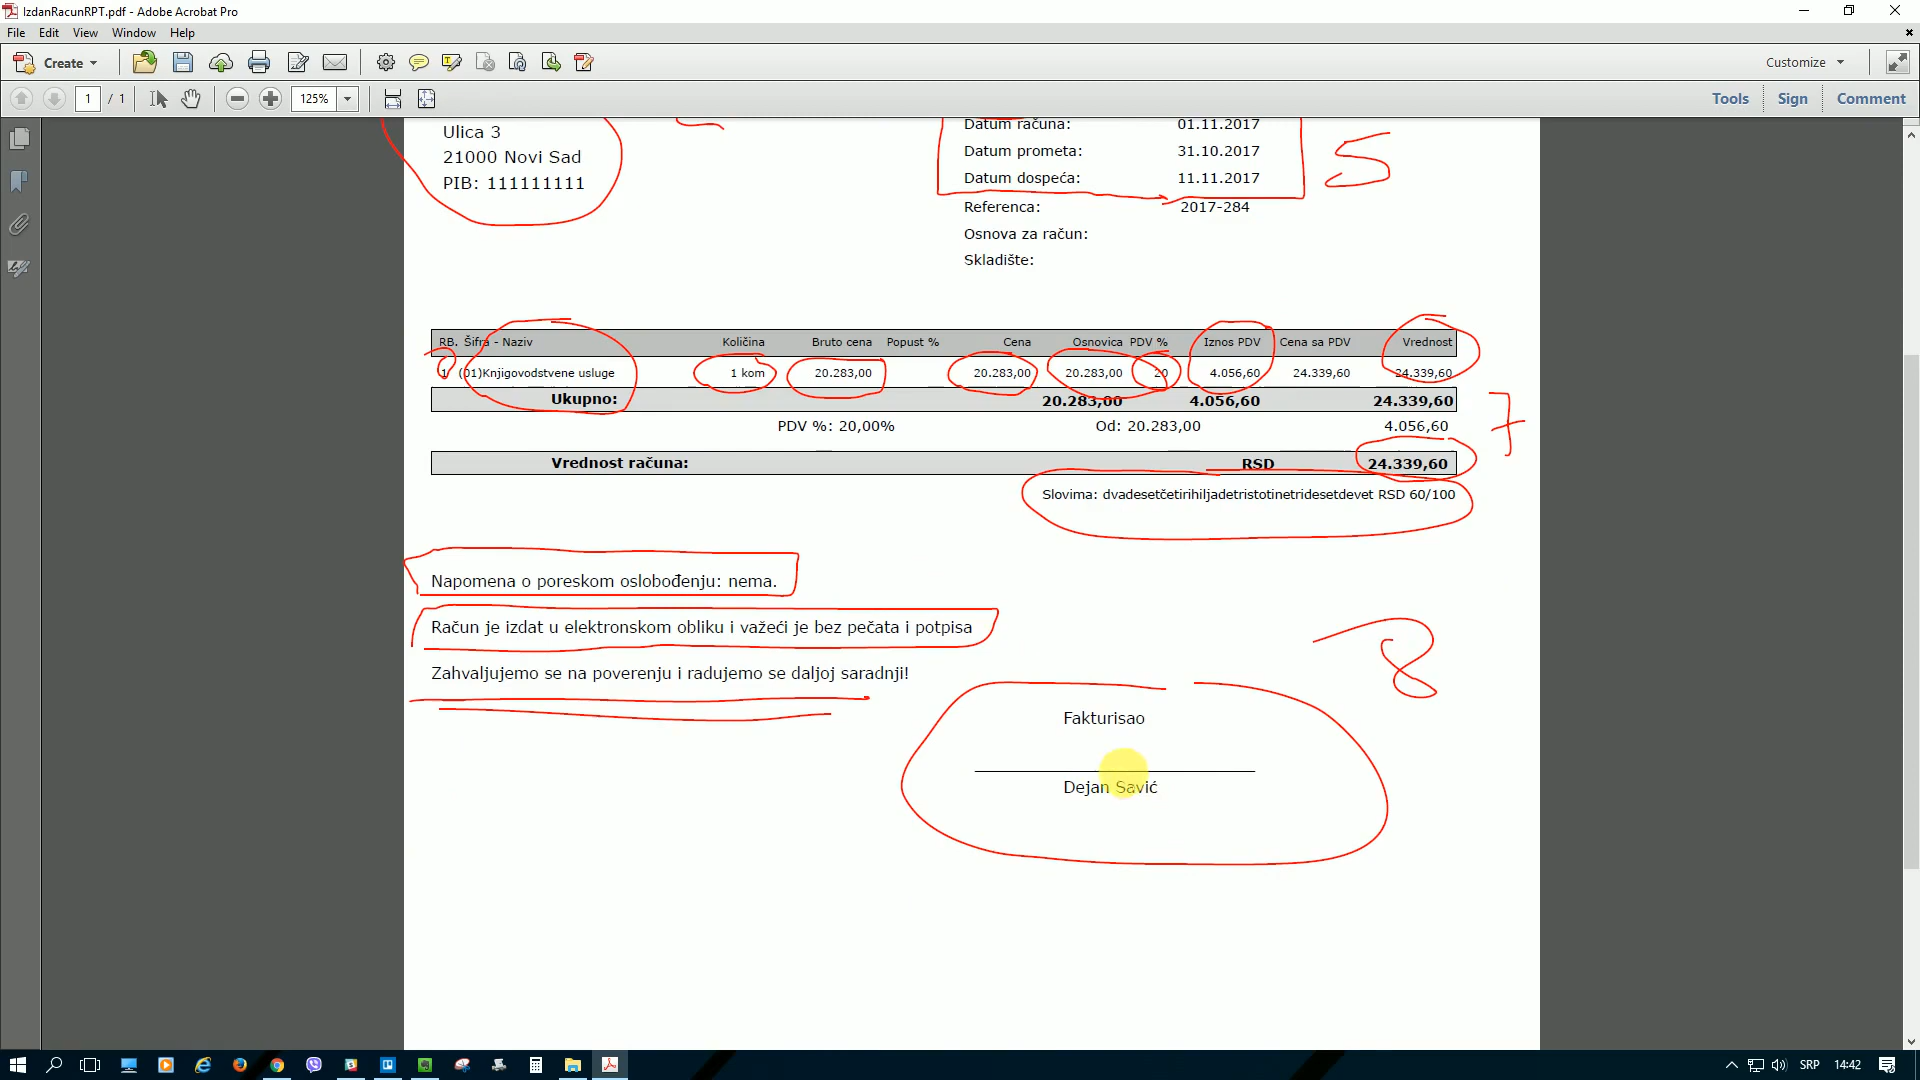 IzdanRacunRPT.pdf - Adobe Acrobat Pro
File Edit View Window Help
Create Customize
1 / 1 125% Tools Sign Comment
Ulica 3
21000 Novi Sad
PIB: 111111111
Datum računa: 01.11.2017
Datum prometa: 31.10.2017
Datum dospeća: 11.11.2017
Referenca: 2017-284
Osnova za račun:
Skladište:
5
RB. Šifra - Naziv Količina Bruto cena Popust % Cena Osnovica PDV % Iznos PDV Cena sa PDV Vrednost
1 (01)Knjigovodstvene usluge 1 kom 20.283,00 20.283,00 20.283,00 20 4.056,60 24.339,60 24.339,60
Ukupno: 20.283,00 4.056,60 24.339,60
PDV %: 20,00% Od: 20.283,00 4.056,60
7
Vrednost računa: RSD 24.339,60
Slovima: dvadesetčetirihiljadetristotinetridesetdevet RSD 60/100
Napomena o poreskom oslobođenju: nema.
Račun je izdat u elektronskom obliku i važeći je bez pečata i potpisa
Zahvaljujemo se na poverenju i radujemo se daljoj saradnji!
8
Fakturisao
Dejan Savić
SRP 14:42